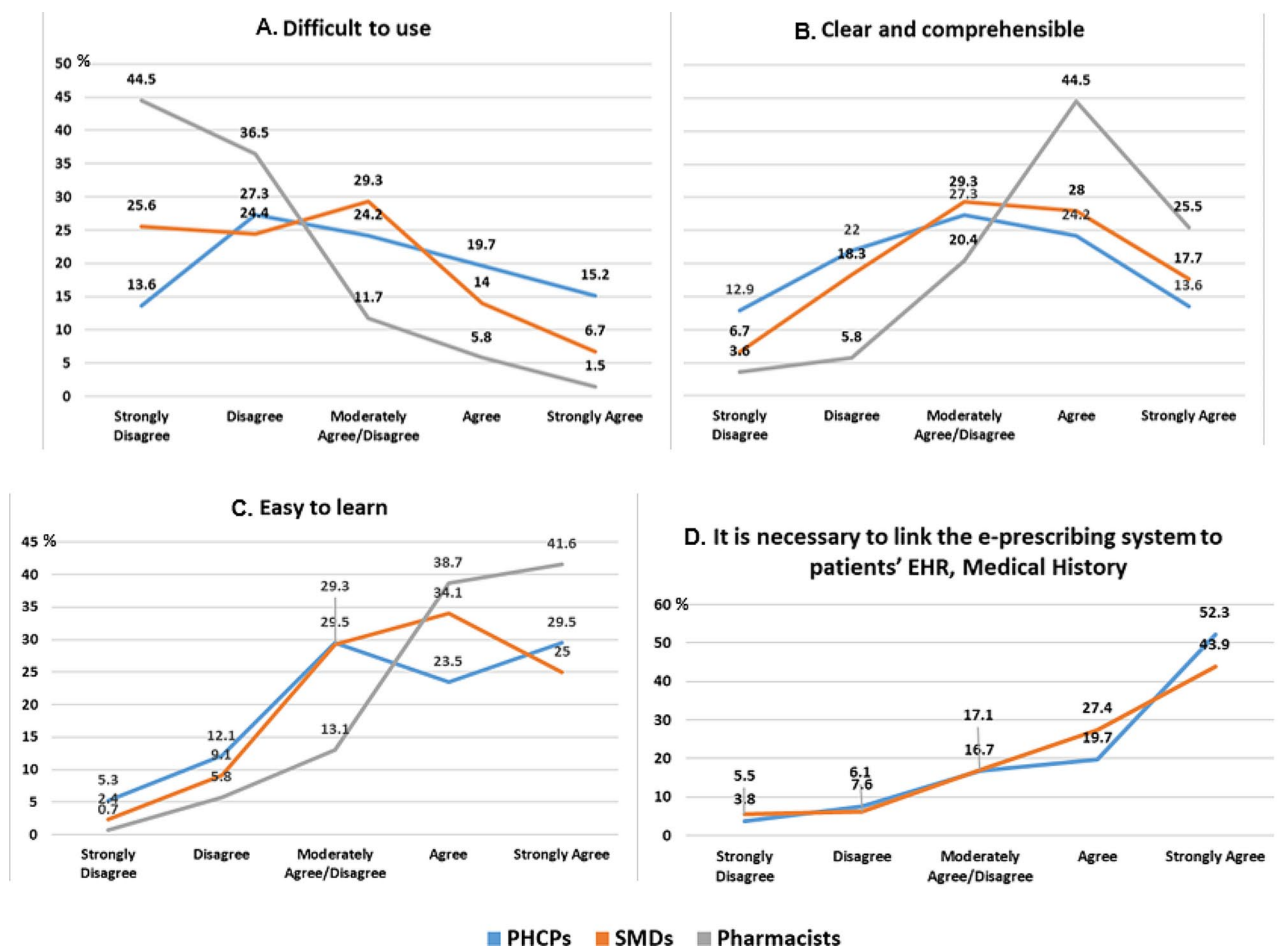 A. Difficult to use
50 %
45
40
35
30
25
20
15
10
5
0
44.5
36.5
25.6
27.3
24.4
29.3
24.2
19.7
14
15.2
13.6
11.7
5.8
6.7
1.5
Strongly
Disagree
Disagree
Moderately
Agree/Disagree
Agree
Strongly Agree
B. Clear and comprehensible
44.5
29.3
27.3
28
24.2
25.5
22
18.3
20.4
17.7
13.6
12.9
6.7
3.6
5.8
Strongly
Disagree
Disagree
Moderately
Agree/Disagree
Agree
Strongly Agree
C. Easy to learn
45 %
40
35
30
25
20
15
10
5
0
41.6
38.7
34.1
29.3
29.5
29.5
25
23.5
13.1
12.1
9.1
5.8
5.3
2.4
0.7
Strongly
Disagree
Disagree
Moderately
Agree/Disagree
Agree
Strongly Agree
D. It is necessary to link the e-prescribing system to
patients’ EHR, Medical History
60 %
50
40
30
20
10
0
52.3
43.9
27.4
19.7
17.1
16.7
6.1
7.6
5.5
3.8
Strongly
Disagree
Disagree
Moderately
Agree/Disagree
Agree
Strongly Agree
PHCPs SMDs Pharmacists